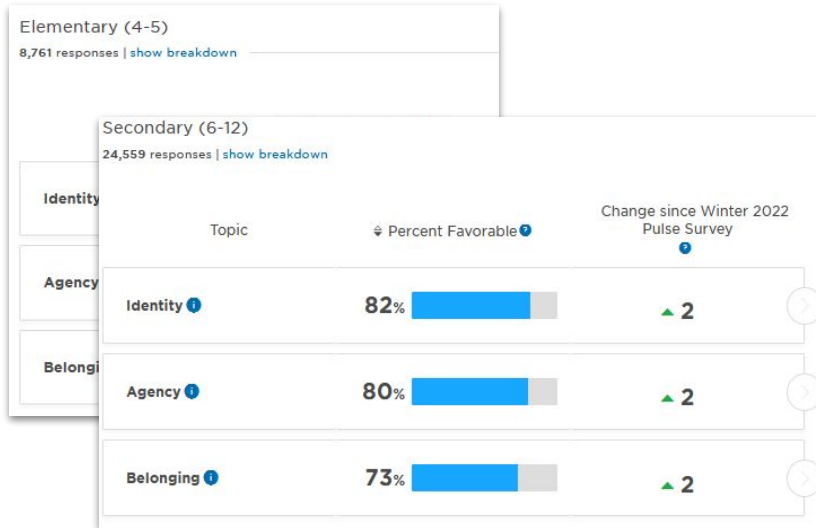 Elementary (4-5)
8,761 responses | show breakdown
Identity
Agency
Belongi
Secondary (6-12)
24,559 responses | show breakdown
Topic
Percent Favorable
Change since Winter 2022
Pulse Survey
Identity
82%
2
Agency
80%
2
Belonging
73%
2